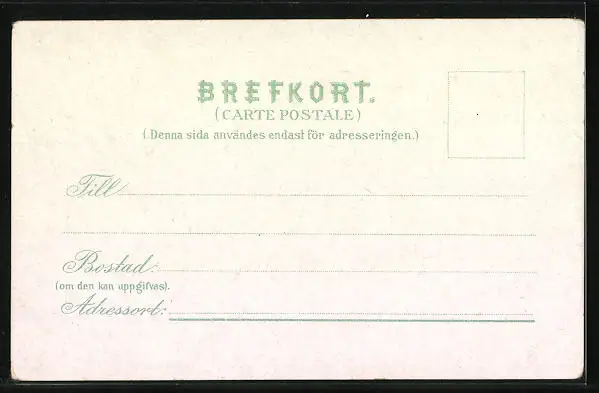 BREFKORT.
(CARTE POSTALE)
(Denna sida användes endast för adresseringen.)
Till
Bostad:
(om den kan uppgifvas).
Adressort: